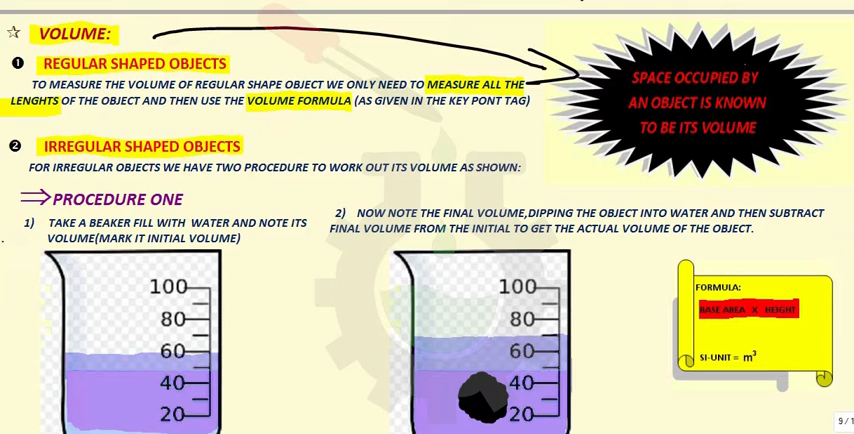 ☆ VOLUME:
❶ REGULAR SHAPED OBJECTS
TO MEASURE THE VOLUME OF REGULAR SHAPE OBJECT WE ONLY NEED TO MEASURE ALL THE
LENGHTS OF THE OBJECT AND THEN USE THE VOLUME FORMULA (AS GIVEN IN THE KEY PONT TAG)
SPACE OCCUPIED BY
AN OBJECT IS KNOWN
TO BE ITS VOLUME
❷ IRREGULAR SHAPED OBJECTS
FOR IRREGULAR OBJECTS WE HAVE TWO PROCEDURE TO WORK OUT ITS VOLUME AS SHOWN:
PROCEDURE ONE
1) TAKE A BEAKER FILL WITH WATER AND NOTE ITS
VOLUME(MARK IT INITIAL VOLUME)
2) NOW NOTE THE FINAL VOLUME,DIPPING THE OBJECT INTO WATER AND THEN SUBTRACT
FINAL VOLUME FROM THE INITIAL TO GET THE ACTUAL VOLUME OF THE OBJECT.
100
80
60
40
20
100
80
60
40
20
FORMULA:
BASE AREA X HEIGHT
SI-UNIT = m³
9 / 1